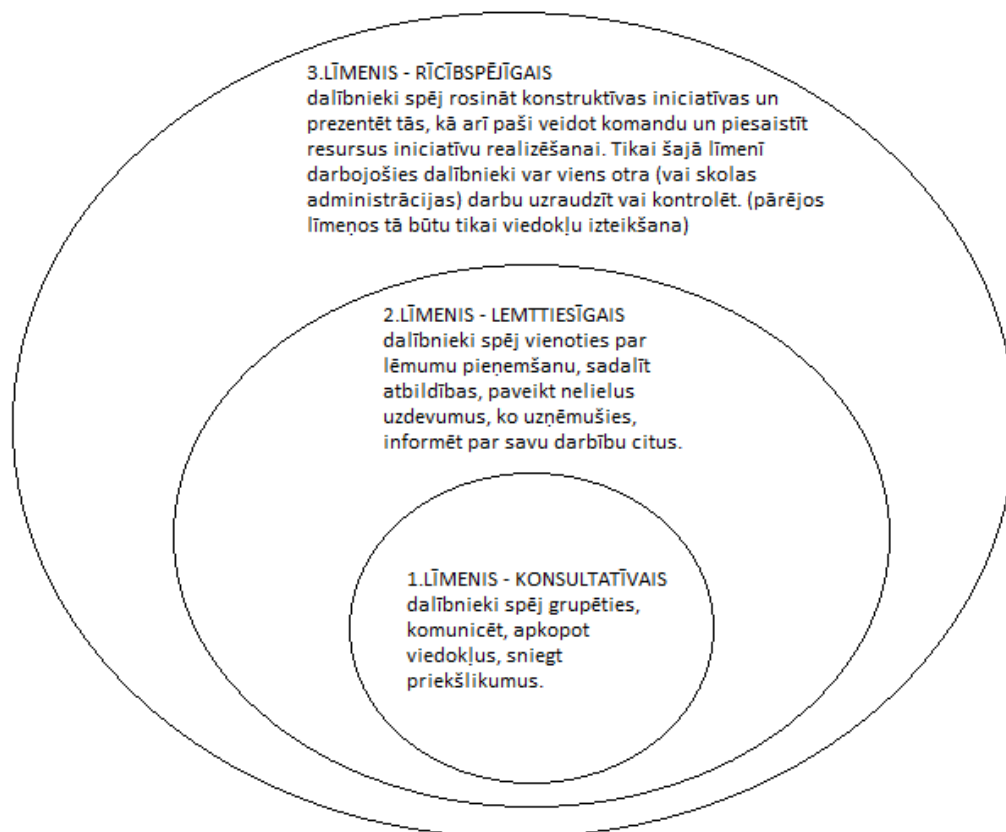 3.LĪMENIS - RĪCĪBSPĒJĪGAIS
dalībnieki spēj rosināt konstruktīvas iniciatīvas un
prezentēt tās, kā arī paši veidot komandu un piesaistīt
resursus iniciatīvu realizēšanai. Tikai šajā līmenī
darbojošies dalībnieki var viens otra (vai skolas
administrācijas) darbu uzraudzīt vai kontrolēt. (pārējos
līmeņos tā būtu tikai viedokļu izteikšana)
2.LĪMENIS - LEMTTIESĪGAIS
dalībnieki spēj vienoties par
lēmumu pieņemšanu, sadalīt
atbildības, paveikt nelielus
uzdevumus, ko uzņēmušies,
informēt par savu darbību citus.
1.LĪMENIS - KONSULTATĪVAIS
dalībnieki spēj grupēties,
komunicēt, apkopot
viedokļus, sniegt
priekšlikumus.